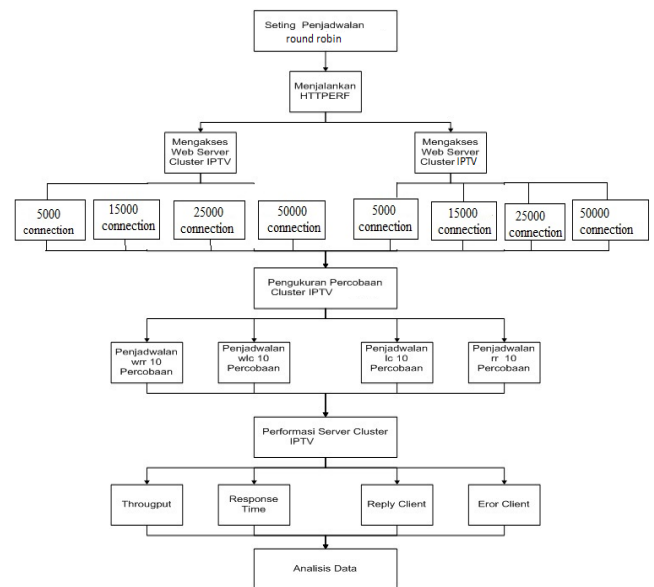 Seting Penjadwalan
round robin
Menjalankan
HTTPERF
Mengakses
Web Server
Cluster IPTV
Mengakses
Web Server
Cluster IPTV
5000
connection
15000
connection
25000
connection
50000
connection
5000
connection
15000
connection
25000
connection
50000
connection
Pengukuran Percobaan
Cluster IPTV
Penjadwalan
wrr 10
Percobaan
Penjadwalan
wlc 10
Percobaan
Penjadwalan
lc 10
Percobaan
Penjadwalan
rr 10
Percobaan
Performasi Server Cluster
IPTV
Througput
Response
Time
Reply Client
Eror Client
Analisis Data